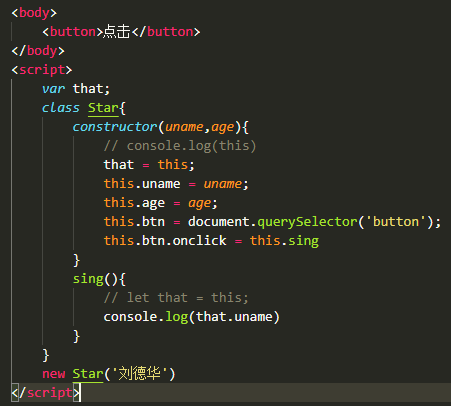 <body>
    <button>点击</button>
</body>
<script>
    var that;
    class Star{
        constructor(uname,age){
            // console.log(this)
            that = this;
            this.uname = uname;
            this.age = age;
            this.btn = document.querySelector('button');
            this.btn.onclick = this.sing
        }
        sing(){
            // let that = this;
            console.log(that.uname)
        }
    }
    new Star('刘德华')
</script>